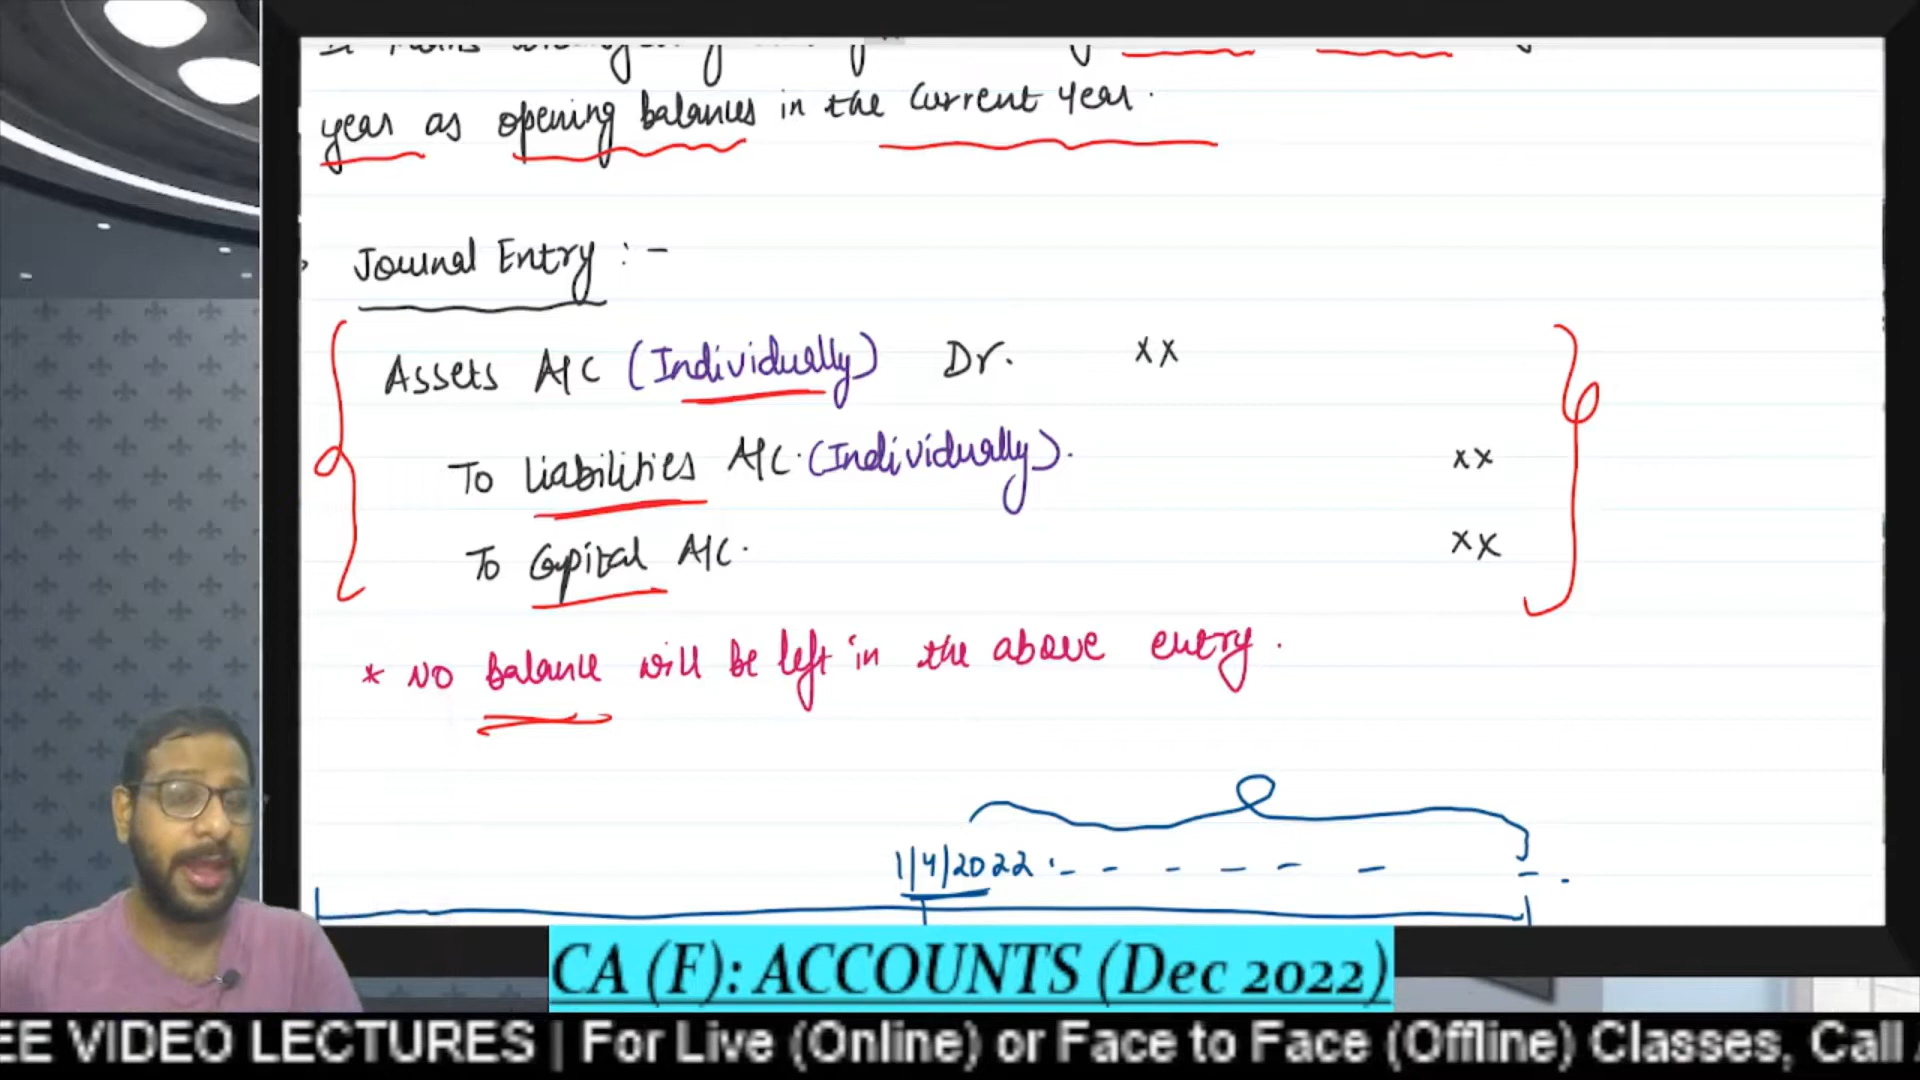 year as opening balances in the current year.
Journal Entry :-
Assets A/C (Individually) Dr. xx
To Liabilities A/C. (Individually). xx
To Capital A/C. xx
* No balance will be left in the above entry.
1/4/2022
CA (F): ACCOUNTS (Dec 2022)
EE VIDEO LECTURES | For Live (Online) or Face to Face (Offline) Classes, Call